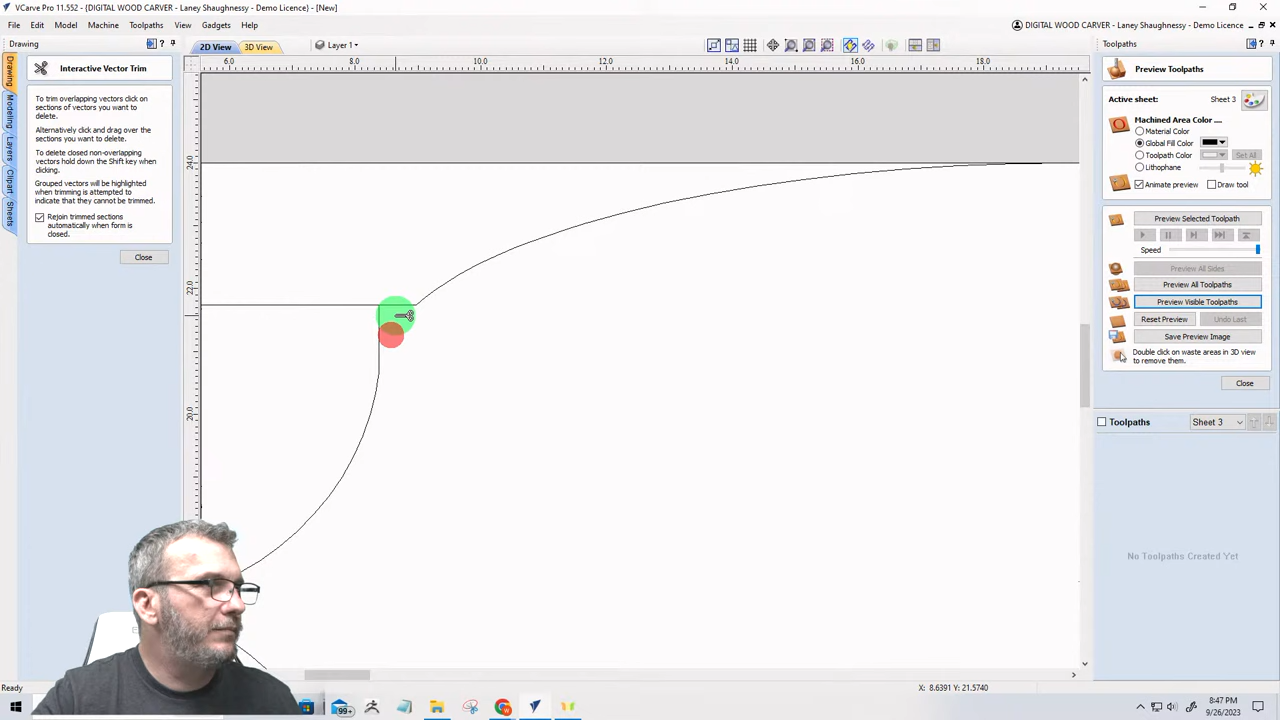 VCarve Pro 11.552 - {DIGITAL WOOD CARVER - Laney Shaughnessy - Demo Licence} - [New]
File Edit Model Machine Toolpaths View Gadgets Help
DIGITAL WOOD CARVER - Laney Shaughnessy - Demo Licence
Drawing
2D View 3D View Layer 1
Toolpaths
6.0 8.0 10.0 12.0 14.0 16.0 18.0
24.0
22.0
20.0
Drawing
Modeling
Layers
Clipart
Sheets
Interactive Vector Trim
To trim overlapping vectors click on
sections of vectors you want to
delete.
Alternatively click and drag over the
sections you want to delete.
To delete closed non-overlapping
vectors hold down the Shift key when
clicking.
Grouped vectors will be highlighted
when trimming is attempted to
indicate that they cannot be trimmed.
Rejoin trimmed sections
automatically when form is
closed.
Close
Preview Toolpaths
Active sheet: Sheet 3
Machined Area Color ....
Material Color
Global Fill Color
Toolpath Color Set All
Lithophane
Animate preview Draw tool
Preview Selected Toolpath
Speed
Preview All Sides
Preview All Toolpaths
Preview Visible Toolpaths
Reset Preview Undo Last
Save Preview Image
Double click on waste areas in 3D view
to remove them.
Close
Toolpaths Sheet 3
No Toolpaths Created Yet
Ready
X: 8.6391 Y: 21.5740
99+
8:47 PM
9/26/2023